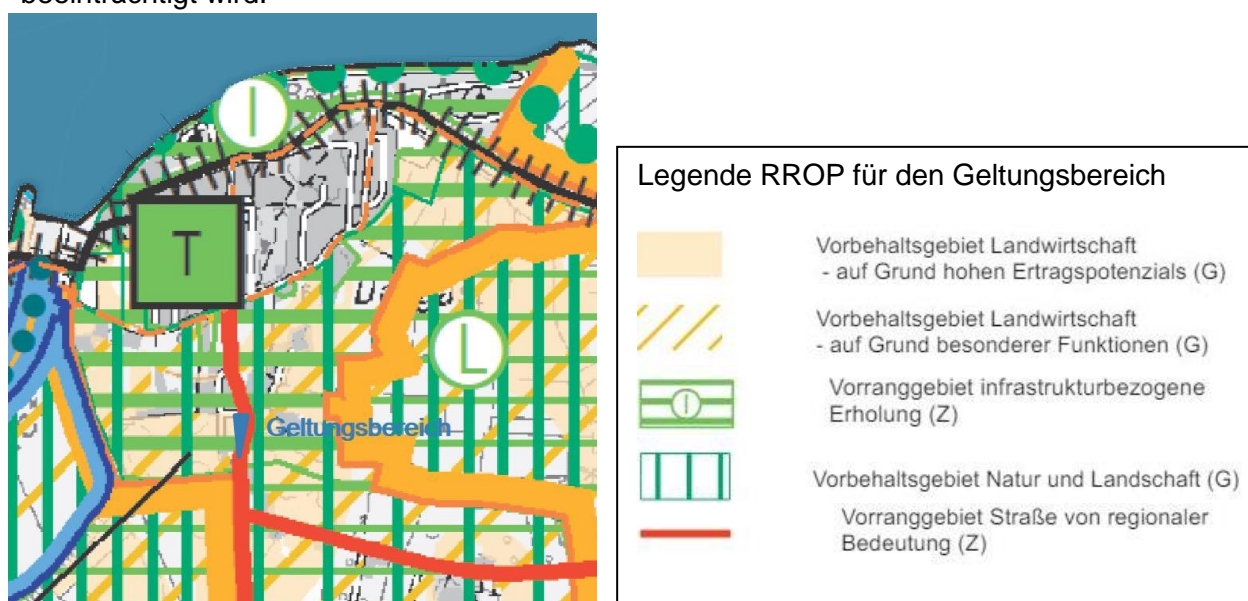 beeinträchtigt wird.
I
T
L
Geltungsbereich
Legende RROP für den Geltungsbereich
Vorbehaltsgebiet Landwirtschaft
- auf Grund hohen Ertragspotenzials (G)
Vorbehaltsgebiet Landwirtschaft
- auf Grund besonderer Funktionen (G)
I
Vorranggebiet infrastrukturbezogene
Erholung (Z)
Vorbehaltsgebiet Natur und Landschaft (G)
Vorranggebiet Straße von regionaler
Bedeutung (Z)